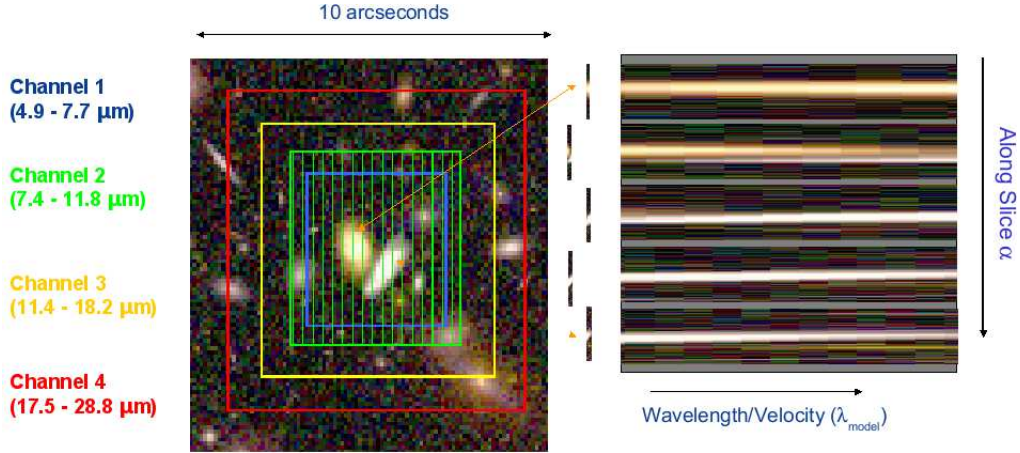 10 arcseconds
Channel 1
(4.9 - 7.7 µm)
Channel 2
(7.4 - 11.8 µm)
Channel 3
(11.4 - 18.2 µm)
Channel 4
(17.5 - 28.8 µm)
Along Slice α
Wavelength/Velocity (λmodel)